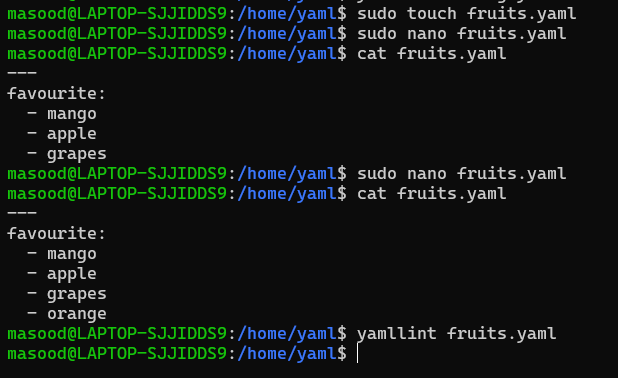 masood@LAPTOP-SJJIDDS9:/home/yaml$ sudo touch fruits.yaml
masood@LAPTOP-SJJIDDS9:/home/yaml$ sudo nano fruits.yaml
masood@LAPTOP-SJJIDDS9:/home/yaml$ cat fruits.yaml
---
favourite:
  - mango
  - apple
  - grapes
masood@LAPTOP-SJJIDDS9:/home/yaml$ sudo nano fruits.yaml
masood@LAPTOP-SJJIDDS9:/home/yaml$ cat fruits.yaml
---
favourite:
  - mango
  - apple
  - grapes
  - orange
masood@LAPTOP-SJJIDDS9:/home/yaml$ yamllint fruits.yaml
masood@LAPTOP-SJJIDDS9:/home/yaml$